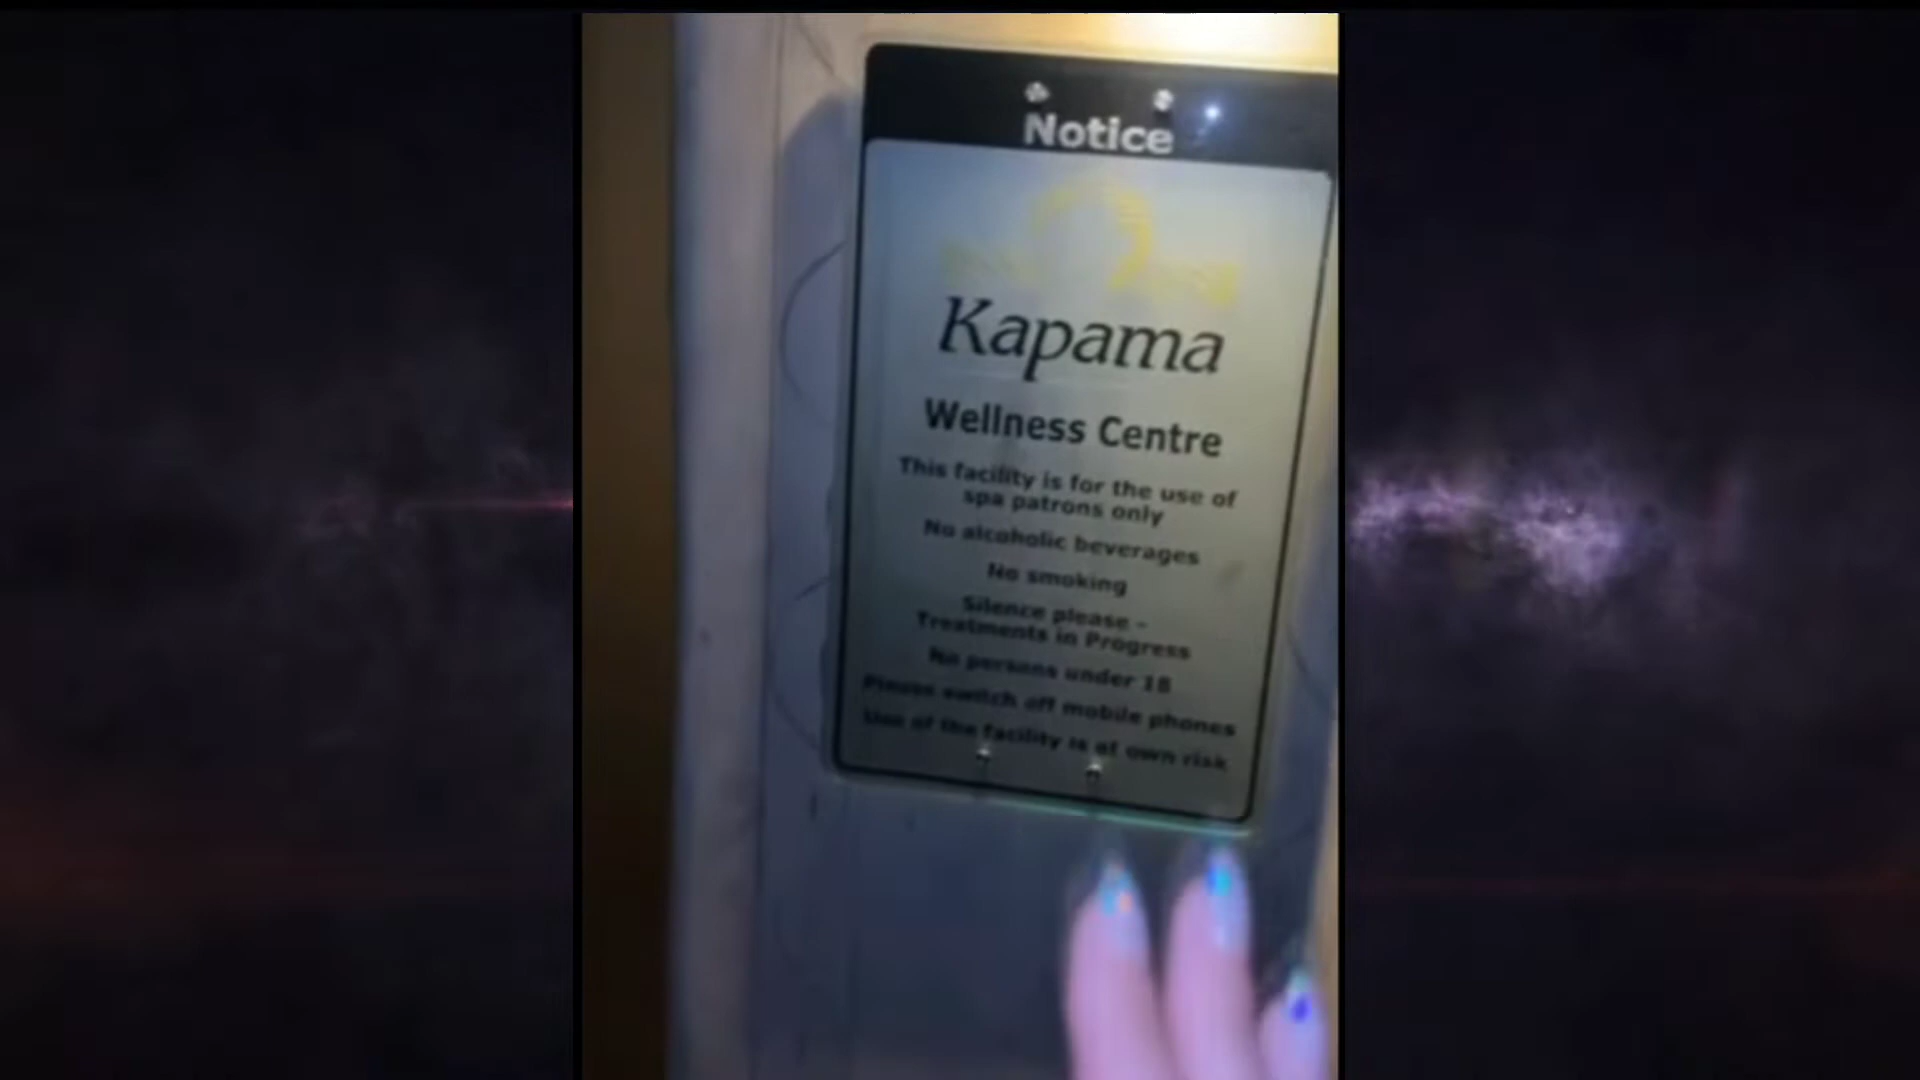 Notice
Kapama
Wellness Centre
This facility is for the use of
spa patrons only
No alcoholic beverages
No smoking
Silence please -
Treatments in Progress
No persons under 18
Please switch off mobile phones
Use of the facility is at own risk